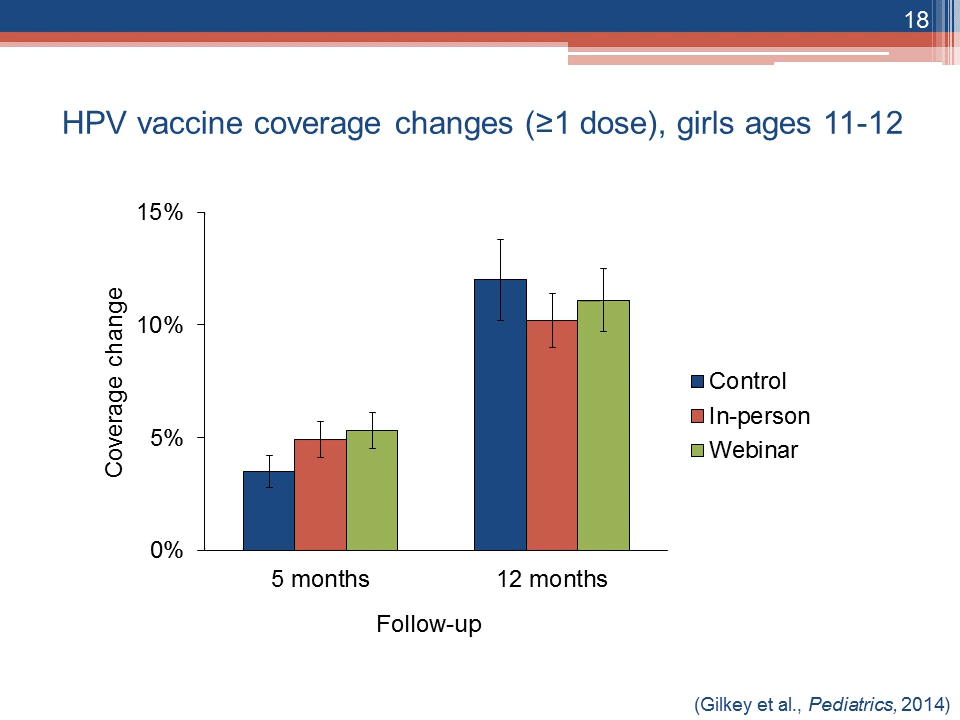 18
HPV vaccine coverage changes (≥1 dose), girls ages 11-12
15%
10%
5%
0%
Coverage change
5 months
12 months
Follow-up
Control
In-person
Webinar
(Gilkey et al., Pediatrics, 2014)